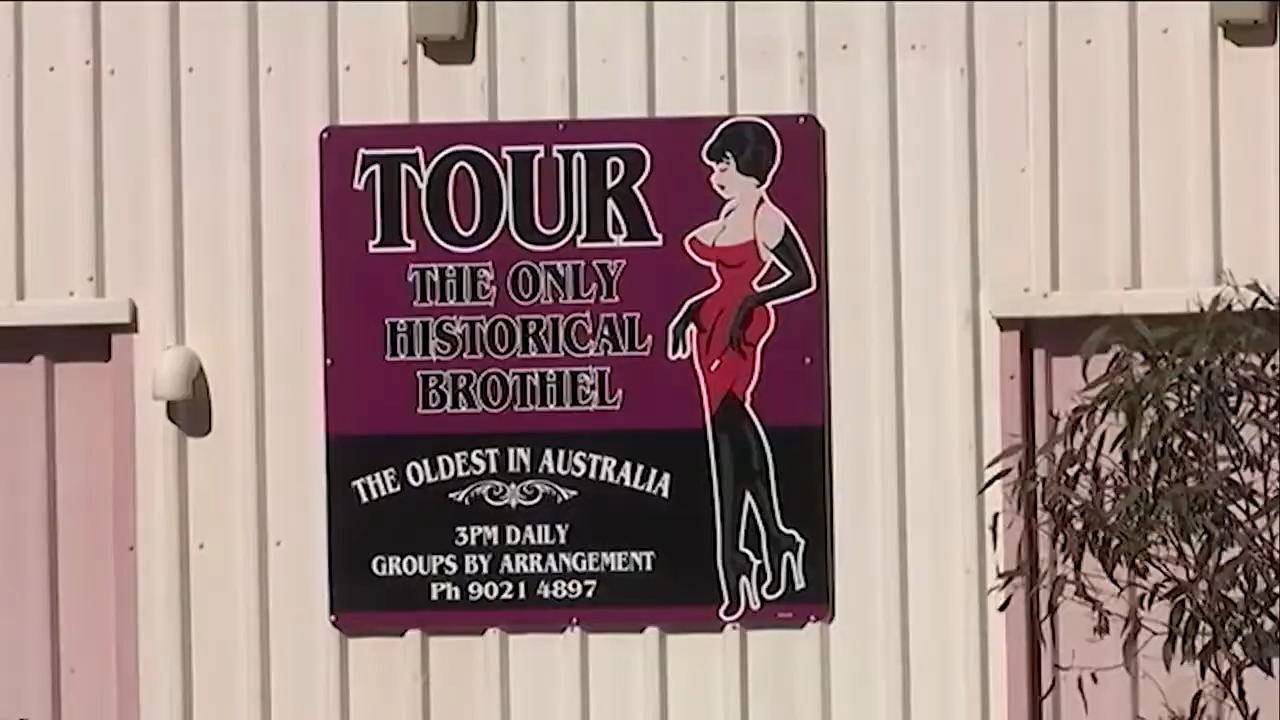 TOUR
THE ONLY
HISTORICAL
BROTHEL
THE OLDEST IN AUSTRALIA
3PM DAILY
GROUPS BY ARRANGEMENT
Ph 9021 4897